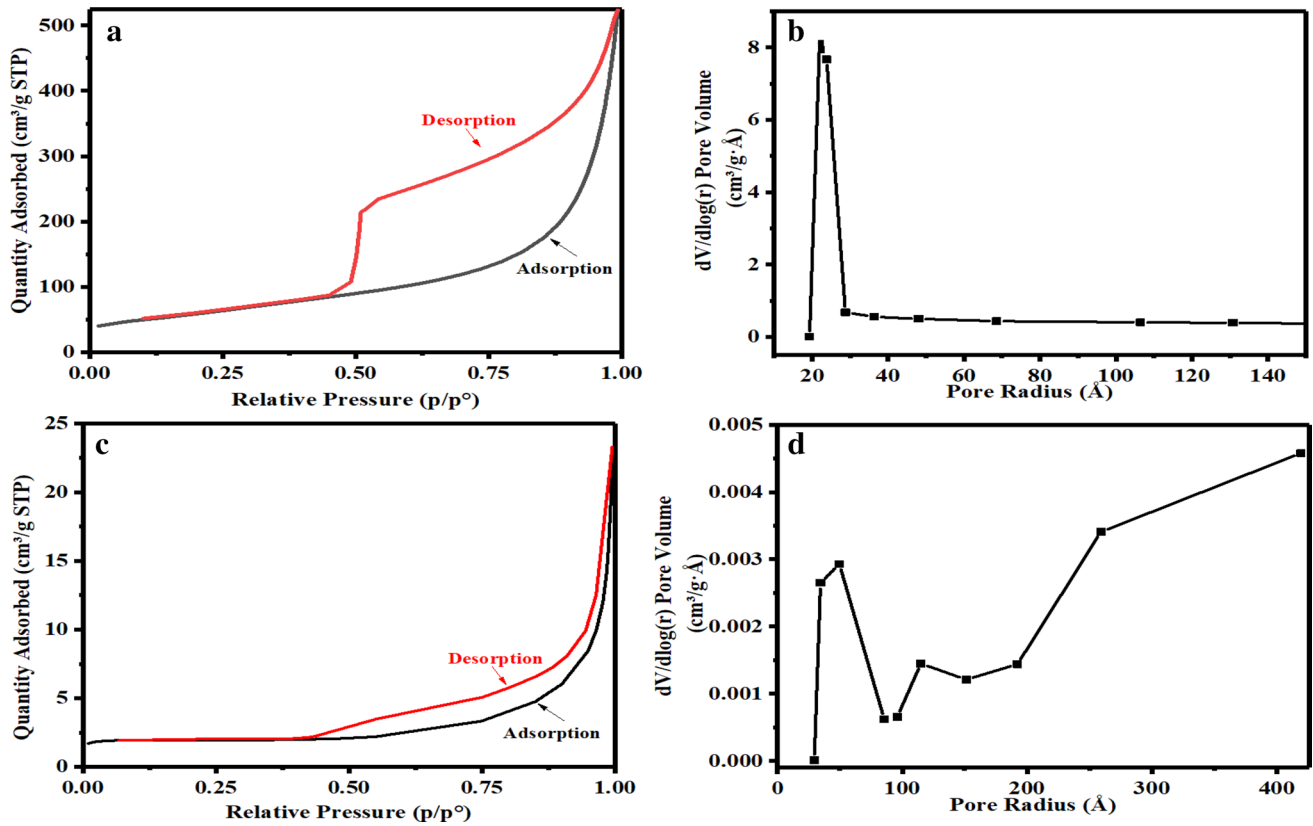 a
Quantity Adsorbed (cm³/g STP)
500
400
300
200
100
0
Desorption
Adsorption
0.00
0.25
0.50
0.75
1.00
Relative Pressure (p/p°)
b
dV/dlog(r) Pore Volume
(cm³/g·Å)
8
6
4
2
0
20
40
60
80
100
120
140
Pore Radius (Å)
c
Quantity Adsorbed (cm³/g STP)
25
20
15
10
5
0
Desorption
Adsorption
0.00
0.25
0.50
0.75
1.00
Relative Pressure (p/p°)
d
dV/dlog(r) Pore Volume
(cm³/g·Å)
0.005
0.004
0.003
0.002
0.001
0.000
0
100
200
300
400
Pore Radius (Å)